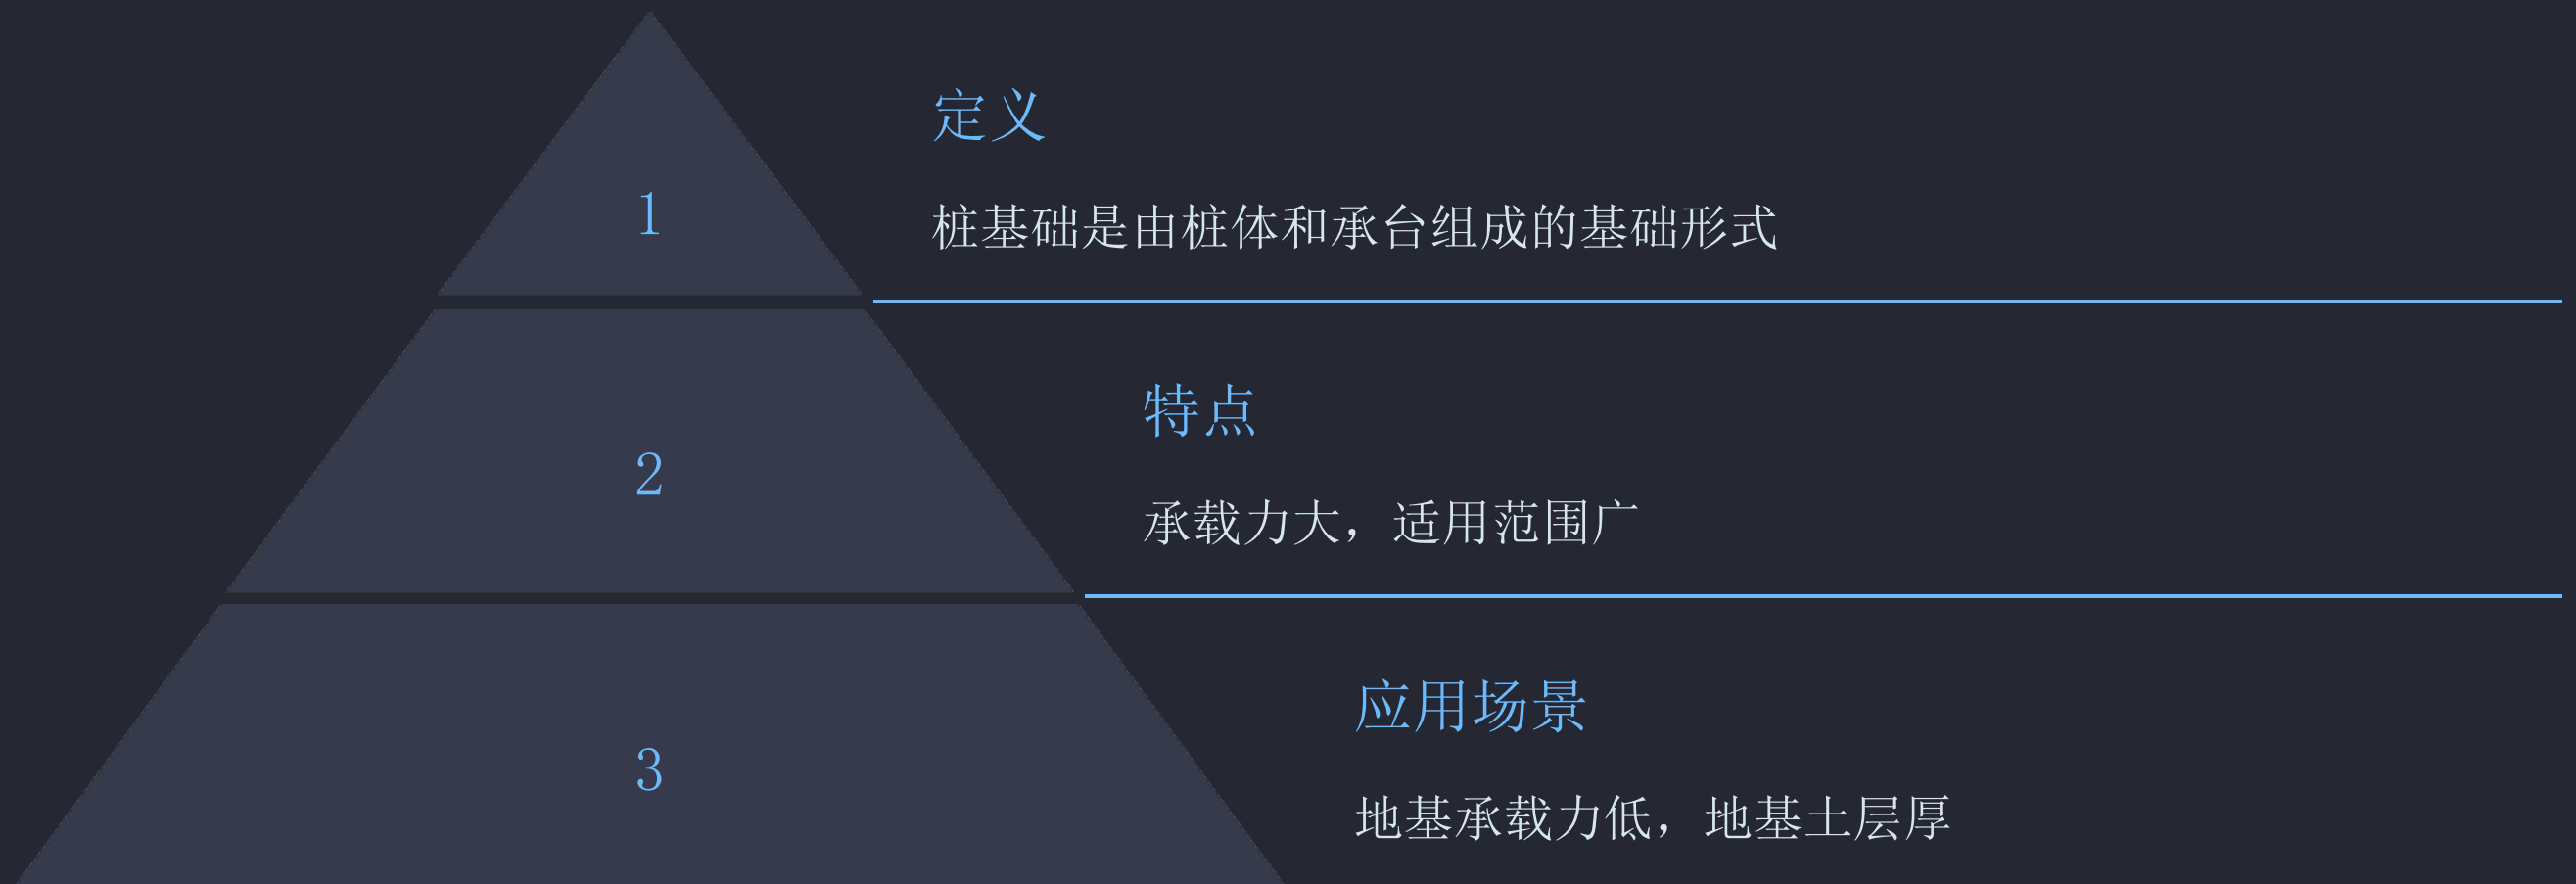 定义
1
桩基础是由桩体和承台组成的基础形式
特点
2
承载力大，适用范围广
应用场景
3
地基承载力低，地基土层厚